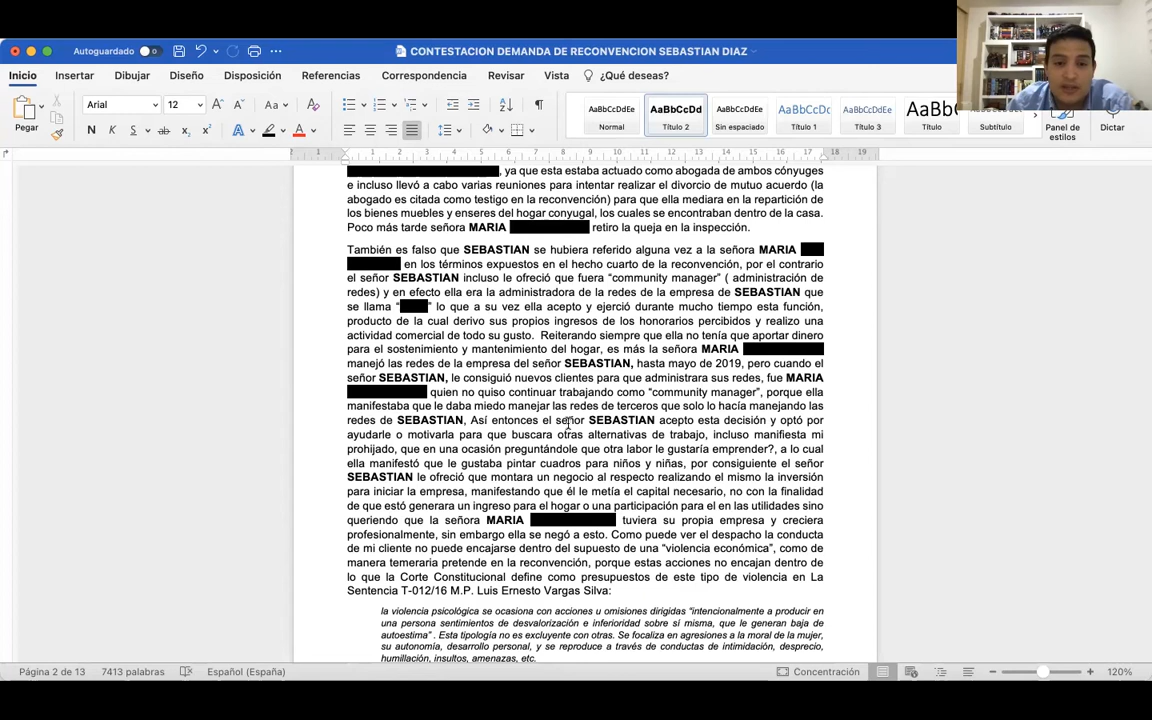 Autoguardado
CONTESTACION DEMANDA DE RECONVENCION SEBASTIAN DIAZ
Inicio Insertar Dibujar Diseño Disposición Referencias Correspondencia Revisar Vista ¿Qué deseas?
Pegar
Arial 12
N K S ab x₂ x²
AaBbCcDdEe AaBbCcDd AaBbCcDdEe AaBbCcDc AaBbCcDdEe AaBbC AaBbCcDdEe
Normal Título 2 Sin espaciado Título 1 Título 3 Título Subtítulo
Panel de estilos
Dictar
2 1 1 2 3 4 5 6 7 8 9 10 11 12 13 14 15 16 17 18 19
, ya que esta estaba actuado como abogada de ambos cónyuges
e incluso llevó a cabo varias reuniones para intentar realizar el divorcio de mutuo acuerdo (la
abogado es citada como testigo en la reconvención) para que ella mediara en la repartición de
los bienes muebles y enseres del hogar conyugal, los cuales se encontraban dentro de la casa.
Poco más tarde señora MARIA retiro la queja en la inspección.
También es falso que SEBASTIAN se hubiera referido alguna vez a la señora MARIA
en los términos expuestos en el hecho cuarto de la reconvención, por el contrario
el señor SEBASTIAN incluso le ofreció que fuera “community manager” ( administración de
redes) y en efecto ella era la administradora de la redes de la empresa de SEBASTIAN que
se llama “ ” lo que a su vez ella acepto y ejerció durante mucho tiempo esta función,
producto de la cual derivo sus propios ingresos de los honorarios percibidos y realizo una
actividad comercial de todo su gusto. Reiterando siempre que ella no tenía que aportar dinero
para el sostenimiento y mantenimiento del hogar, es más la señora MARIA
manejó las redes de la empresa del señor SEBASTIAN, hasta mayo de 2019, pero cuando el
señor SEBASTIAN, le consiguió nuevos clientes para que administrara sus redes, fue MARIA
quien no quiso continuar trabajando como “community manager”, porque ella
manifestaba que le daba miedo manejar las redes de terceros que solo lo hacía manejando las
redes de SEBASTIAN, Así entonces el señor SEBASTIAN acepto esta decisión y optó por
ayudarle o motivarla para que buscara otras alternativas de trabajo, incluso manifiesta mi
prohijado, que en una ocasión preguntándole que otra labor le gustaría emprender?, a lo cual
ella manifestó que le gustaba pintar cuadros para niños y niñas, por consiguiente el señor
SEBASTIAN le ofreció que montara un negocio al respecto realizando el mismo la inversión
para iniciar la empresa, manifestando que él le metía el capital necesario, no con la finalidad
de que estó generara un ingreso para el hogar o una participación para el en las utilidades sino
queriendo que la señora MARIA tuviera su propia empresa y creciera
profesionalmente, sin embargo ella se negó a esto. Como puede ver el despacho la conducta
de mi cliente no puede encajarse dentro del supuesto de una “violencia económica”, como de
manera temeraria pretende en la reconvención, porque estas acciones no encajan dentro de
lo que la Corte Constitucional define como presupuestos de este tipo de violencia en La
Sentencia T-012/16 M.P. Luis Ernesto Vargas Silva:
la violencia psicológica se ocasiona con acciones u omisiones dirigidas “intencionalmente a producir en
una persona sentimientos de desvalorización e inferioridad sobre sí misma, que le generan baja de
autoestima” . Esta tipología no es excluyente con otras. Se focaliza en agresiones a la moral de la mujer,
su autonomía, desarrollo personal, y se reproduce a través de conductas de intimidación, desprecio,
humillación, insultos, amenazas, etc.
Página 2 de 13 7413 palabras Español (España) Concentración 120%